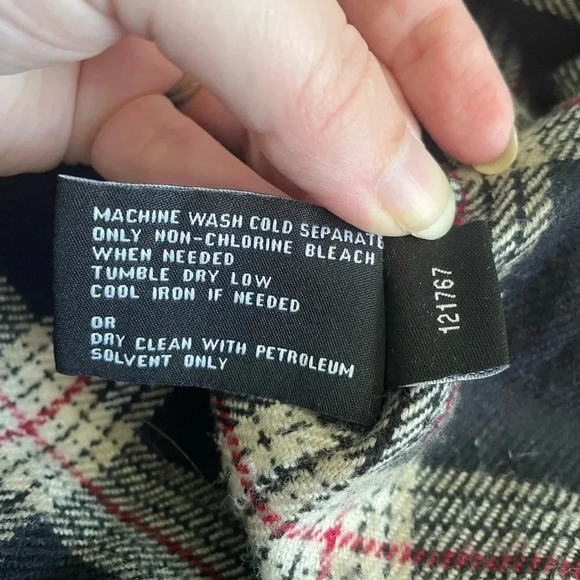 MACHINE WASH COLD SEPARATE
ONLY NON-CHLORINE BLEACH
WHEN NEEDED
TUMBLE DRY LOW
COOL IRON IF NEEDED
OR
DRY CLEAN WITH PETROLEUM
SOLVENT ONLY
121767